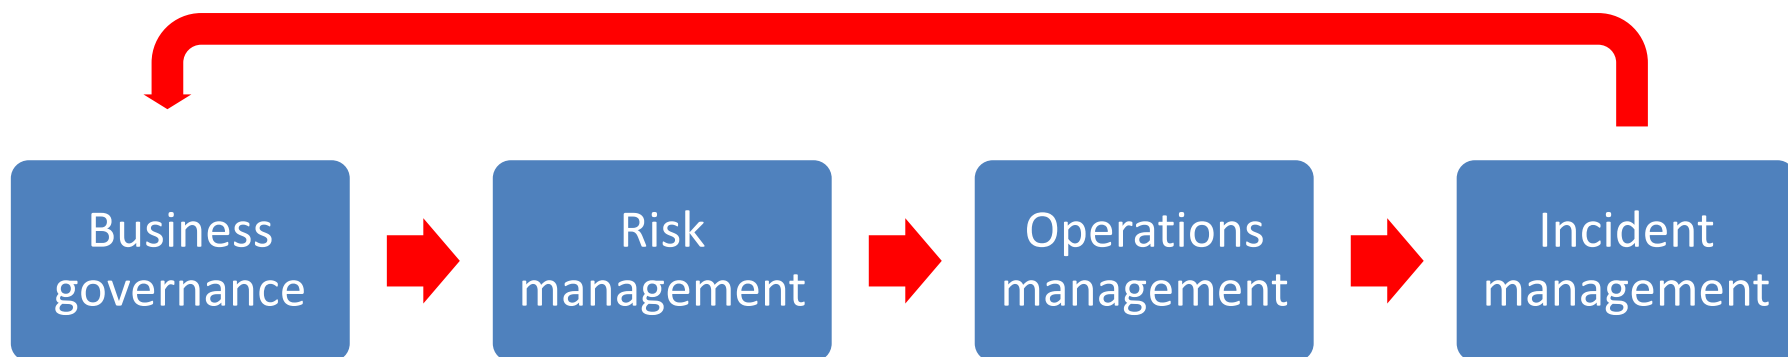 Business
governance
Risk
management
Operations
management
Incident
management